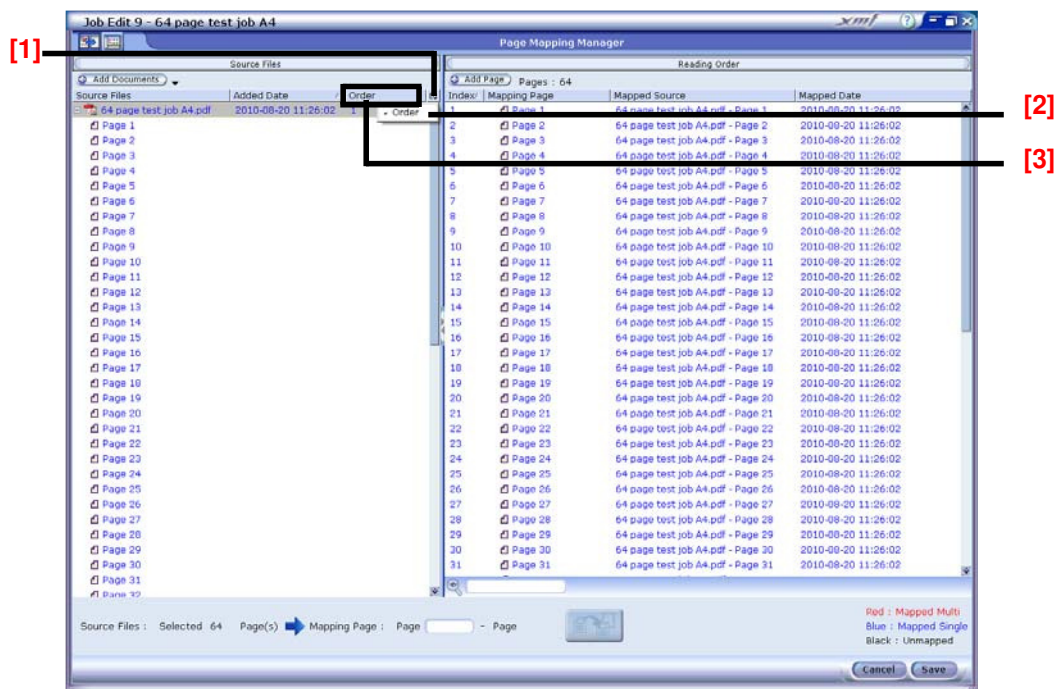 Job Edit 9 - 64 page test job A4
xmf
Page Mapping Manager
[1]
Source Files
Reading Order
Add Documents
Add Page Pages : 64
Source Files Added Date Order Index Mapping Page Mapped Source Mapped Date
64 page test job A4.pdf 2010-08-20 11:26:02 1 Order 1 Page 1 64 page test job A4.pdf - Page 1 2010-08-20 11:26:02
[2]
Page 1 2 Page 2 64 page test job A4.pdf - Page 2 2010-08-20 11:26:02
Page 2 3 Page 3 64 page test job A4.pdf - Page 3 2010-08-20 11:26:02
Page 3 4 Page 4 64 page test job A4.pdf - Page 4 2010-08-20 11:26:02
[3]
Page 4 5 Page 5 64 page test job A4.pdf - Page 5 2010-08-20 11:26:02
Page 5 6 Page 6 64 page test job A4.pdf - Page 6 2010-08-20 11:26:02
Page 6 7 Page 7 64 page test job A4.pdf - Page 7 2010-08-20 11:26:02
Page 7 8 Page 8 64 page test job A4.pdf - Page 8 2010-08-20 11:26:02
Page 8 9 Page 9 64 page test job A4.pdf - Page 9 2010-08-20 11:26:02
Page 9 10 Page 10 64 page test job A4.pdf - Page 10 2010-08-20 11:26:02
Page 10 11 Page 11 64 page test job A4.pdf - Page 11 2010-08-20 11:26:02
Page 11 12 Page 12 64 page test job A4.pdf - Page 12 2010-08-20 11:26:02
Page 12 13 Page 13 64 page test job A4.pdf - Page 13 2010-08-20 11:26:02
Page 13 14 Page 14 64 page test job A4.pdf - Page 14 2010-08-20 11:26:02
Page 14 15 Page 15 64 page test job A4.pdf - Page 15 2010-08-20 11:26:02
Page 15 16 Page 16 64 page test job A4.pdf - Page 16 2010-08-20 11:26:02
Page 16 17 Page 17 64 page test job A4.pdf - Page 17 2010-08-20 11:26:02
Page 17 18 Page 18 64 page test job A4.pdf - Page 18 2010-08-20 11:26:02
Page 18 19 Page 19 64 page test job A4.pdf - Page 19 2010-08-20 11:26:02
Page 19 20 Page 20 64 page test job A4.pdf - Page 20 2010-08-20 11:26:02
Page 20 21 Page 21 64 page test job A4.pdf - Page 21 2010-08-20 11:26:02
Page 21 22 Page 22 64 page test job A4.pdf - Page 22 2010-08-20 11:26:02
Page 22 23 Page 23 64 page test job A4.pdf - Page 23 2010-08-20 11:26:02
Page 23 24 Page 24 64 page test job A4.pdf - Page 24 2010-08-20 11:26:02
Page 24 25 Page 25 64 page test job A4.pdf - Page 25 2010-08-20 11:26:02
Page 25 26 Page 26 64 page test job A4.pdf - Page 26 2010-08-20 11:26:02
Page 26 27 Page 27 64 page test job A4.pdf - Page 27 2010-08-20 11:26:02
Page 27 28 Page 28 64 page test job A4.pdf - Page 28 2010-08-20 11:26:02
Page 28 29 Page 29 64 page test job A4.pdf - Page 29 2010-08-20 11:26:02
Page 29 30 Page 30 64 page test job A4.pdf - Page 30 2010-08-20 11:26:02
Page 30 31 Page 31 64 page test job A4.pdf - Page 31 2010-08-20 11:26:02
Page 31
Page 32
Red : Mapped Multi
Source Files : Selected 64 Page(s) Mapping Page : Page - Page Blue : Mapped Single
Black : Unmapped
Cancel Save